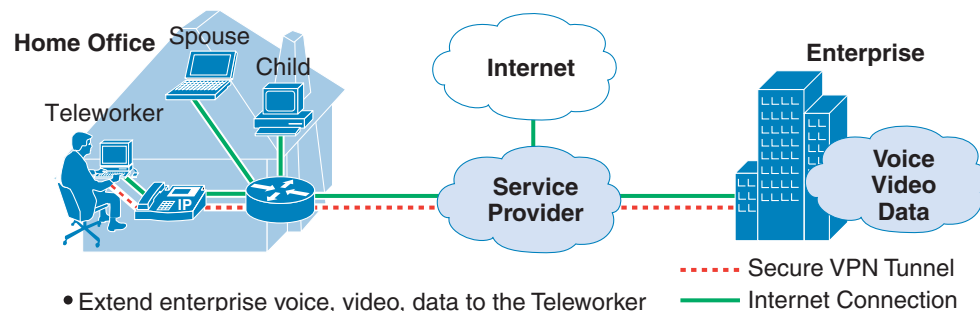 Home Office
Spouse
Child
Teleworker
IP
Internet
Service
Provider
Enterprise
Voice
Video
Data
Secure VPN Tunnel
Internet Connection
• Extend enterprise voice, video, data to the Teleworker